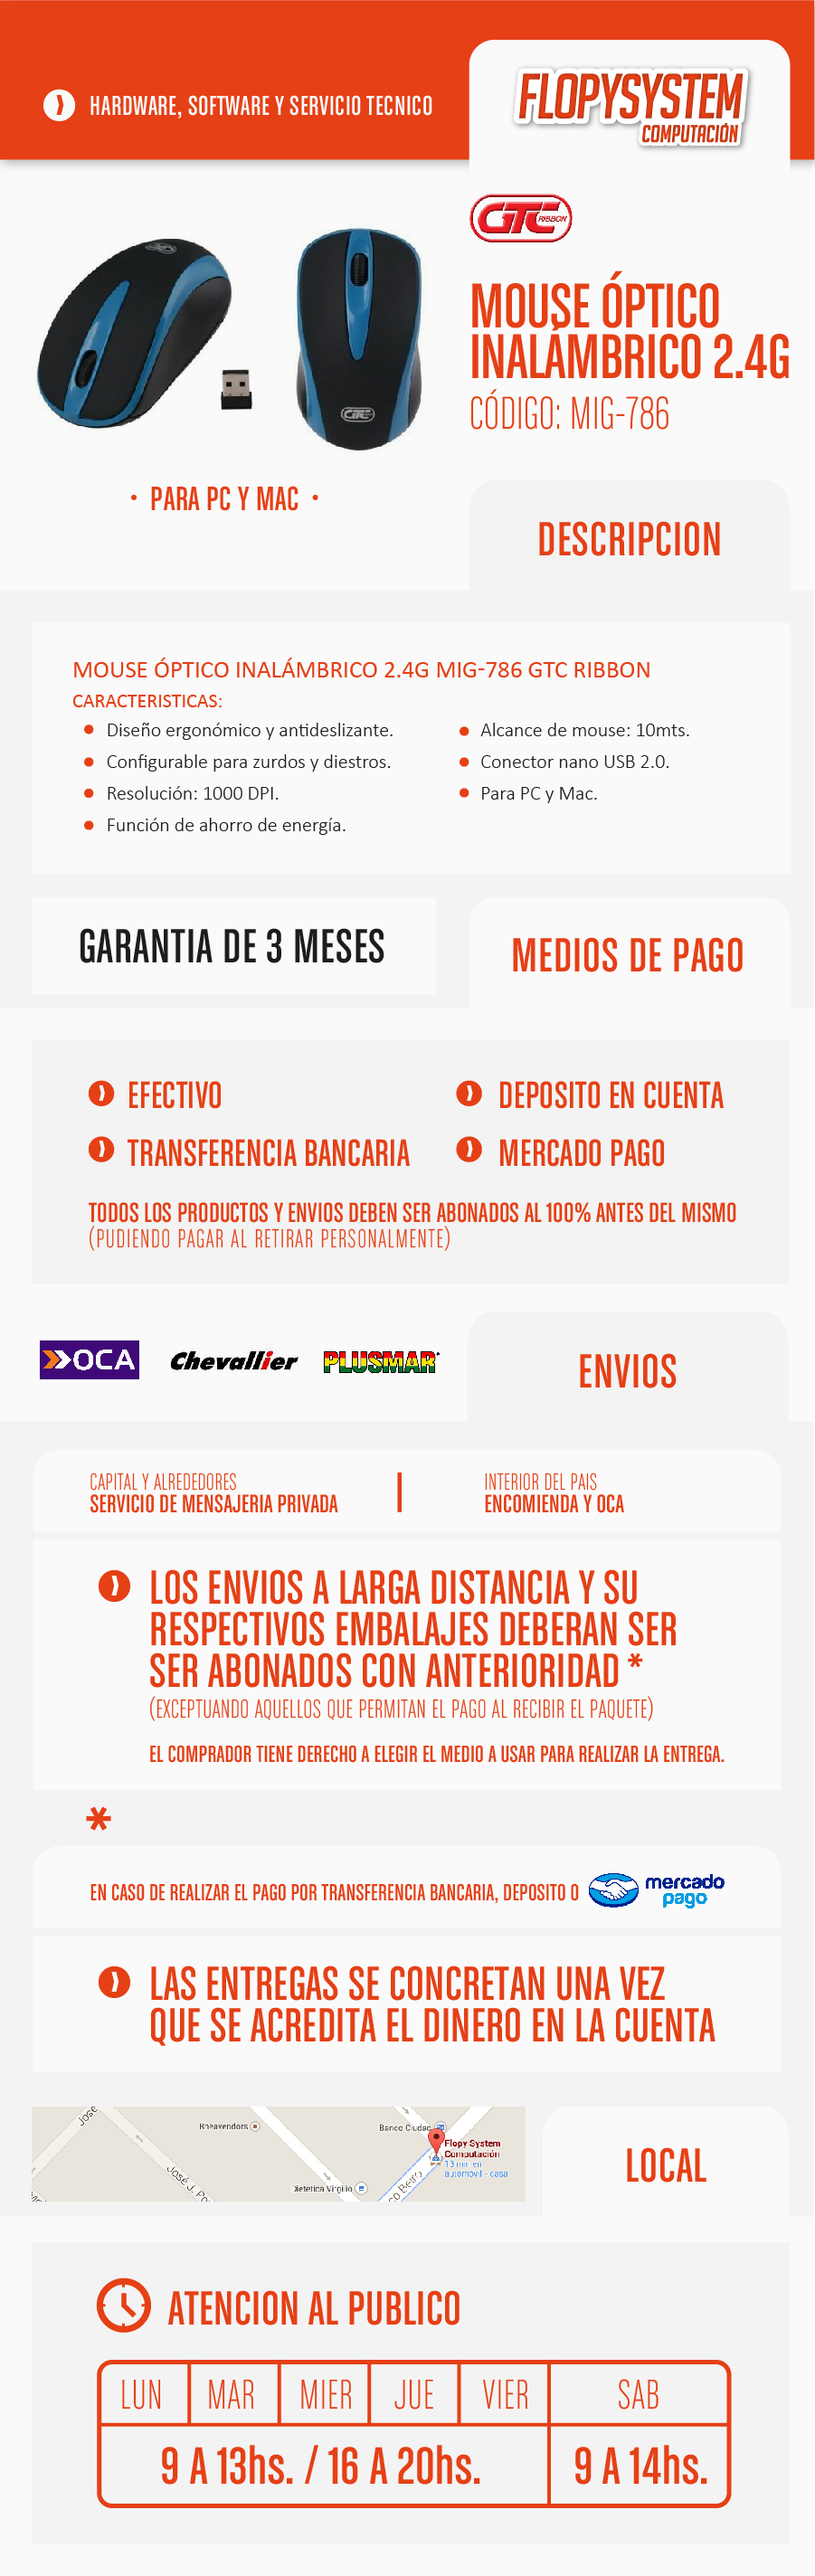 HARDWARE, SOFTWARE Y SERVICIO TECNICO
FLOPYSYSTEM
COMPUTACIÓN
GTC RIBBON
MOUSE ÓPTICO
INALÁMBRICO 2.4G
CÓDIGO: MIG-786
GTC
• PARA PC Y MAC •
DESCRIPCION
MOUSE ÓPTICO INALÁMBRICO 2.4G MIG-786 GTC RIBBON
CARACTERISTICAS:
• Diseño ergonómico y antideslizante.
• Configurable para zurdos y diestros.
• Resolución: 1000 DPI.
• Función de ahorro de energía.
• Alcance de mouse: 10mts.
• Conector nano USB 2.0.
• Para PC y Mac.
GARANTIA DE 3 MESES
MEDIOS DE PAGO
EFECTIVO
DEPOSITO EN CUENTA
TRANSFERENCIA BANCARIA
MERCADO PAGO
TODOS LOS PRODUCTOS Y ENVIOS DEBEN SER ABONADOS AL 100% ANTES DEL MISMO
(PUDIENDO PAGAR AL RETIRAR PERSONALMENTE)
OCA
Chevallier
PLUSMAR
ENVIOS
CAPITAL Y ALREDEDORES
SERVICIO DE MENSAJERIA PRIVADA
INTERIOR DEL PAIS
ENCOMIENDA Y OCA
LOS ENVIOS A LARGA DISTANCIA Y SU
RESPECTIVOS EMBALAJES DEBERAN SER
SER ABONADOS CON ANTERIORIDAD *
(EXCEPTUANDO AQUELLOS QUE PERMITAN EL PAGO AL RECIBIR EL PAQUETE)
EL COMPRADOR TIENE DERECHO A ELEGIR EL MEDIO A USAR PARA REALIZAR LA ENTREGA.
*
EN CASO DE REALIZAR EL PAGO POR TRANSFERENCIA BANCARIA, DEPOSITO O
mercado
pago
LAS ENTREGAS SE CONCRETAN UNA VEZ
QUE SE ACREDITA EL DINERO EN LA CUENTA
Jose
José J.
Banco Ciudad
Flopy System
Computación
13 min en
automóvil - casa
Dietetica Virgilio
LOCAL
ATENCION AL PUBLICO
LUN MAR MIER JUE VIER SAB
9 A 13hs. / 16 A 20hs. 9 A 14hs.